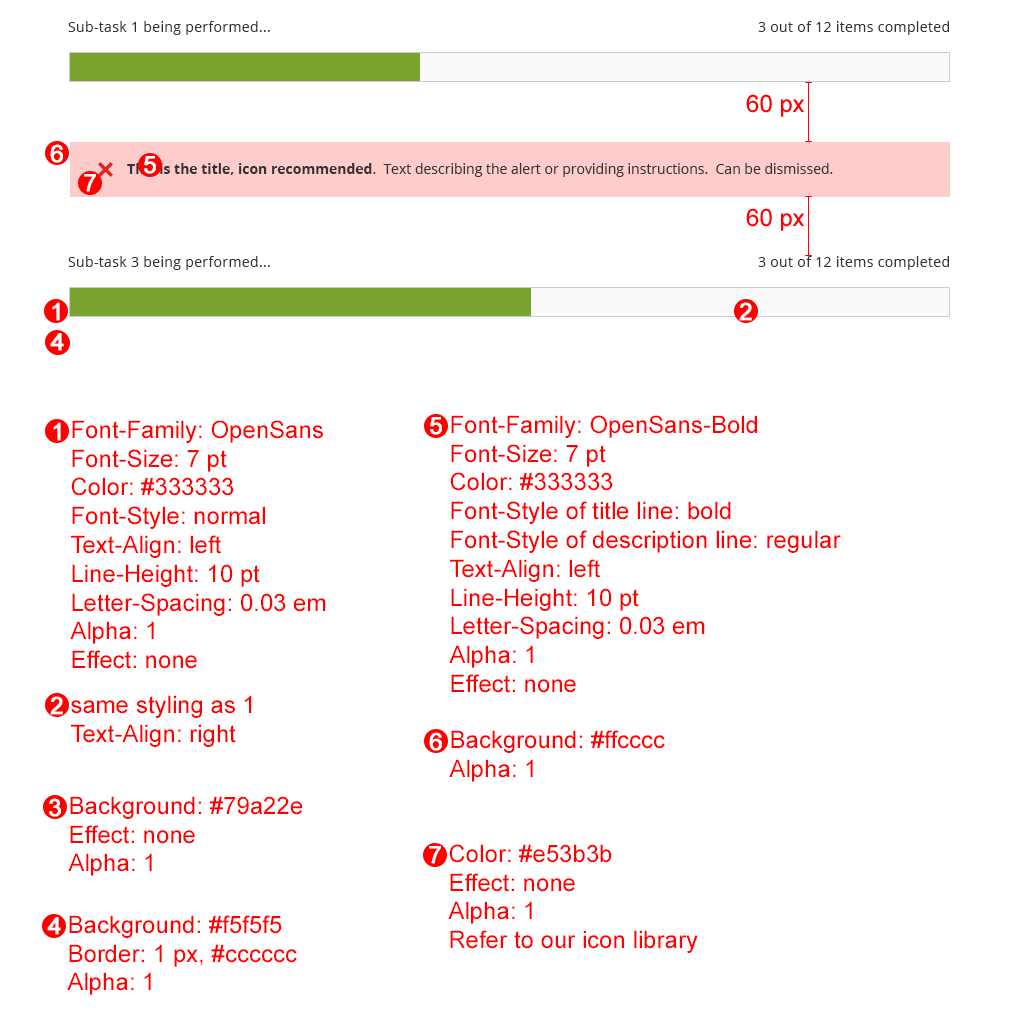 Sub-task 1 being performed... 3 out of 12 items completed
60 px
6
5
7
✕ Th is the title, icon recommended. Text describing the alert or providing instructions. Can be dismissed.
60 px
Sub-task 3 being performed... 3 out of 12 items completed
1
2
4
1 Font-Family: OpenSans
Font-Size: 7 pt
Color: #333333
Font-Style: normal
Text-Align: left
Line-Height: 10 pt
Letter-Spacing: 0.03 em
Alpha: 1
Effect: none
2 same styling as 1
Text-Align: right
3 Background: #79a22e
Effect: none
Alpha: 1
4 Background: #f5f5f5
Border: 1 px, #cccccc
Alpha: 1
5 Font-Family: OpenSans-Bold
Font-Size: 7 pt
Color: #333333
Font-Style of title line: bold
Font-Style of description line: regular
Text-Align: left
Line-Height: 10 pt
Letter-Spacing: 0.03 em
Alpha: 1
Effect: none
6 Background: #ffcccc
Alpha: 1
7 Color: #e53b3b
Effect: none
Alpha: 1
Refer to our icon library